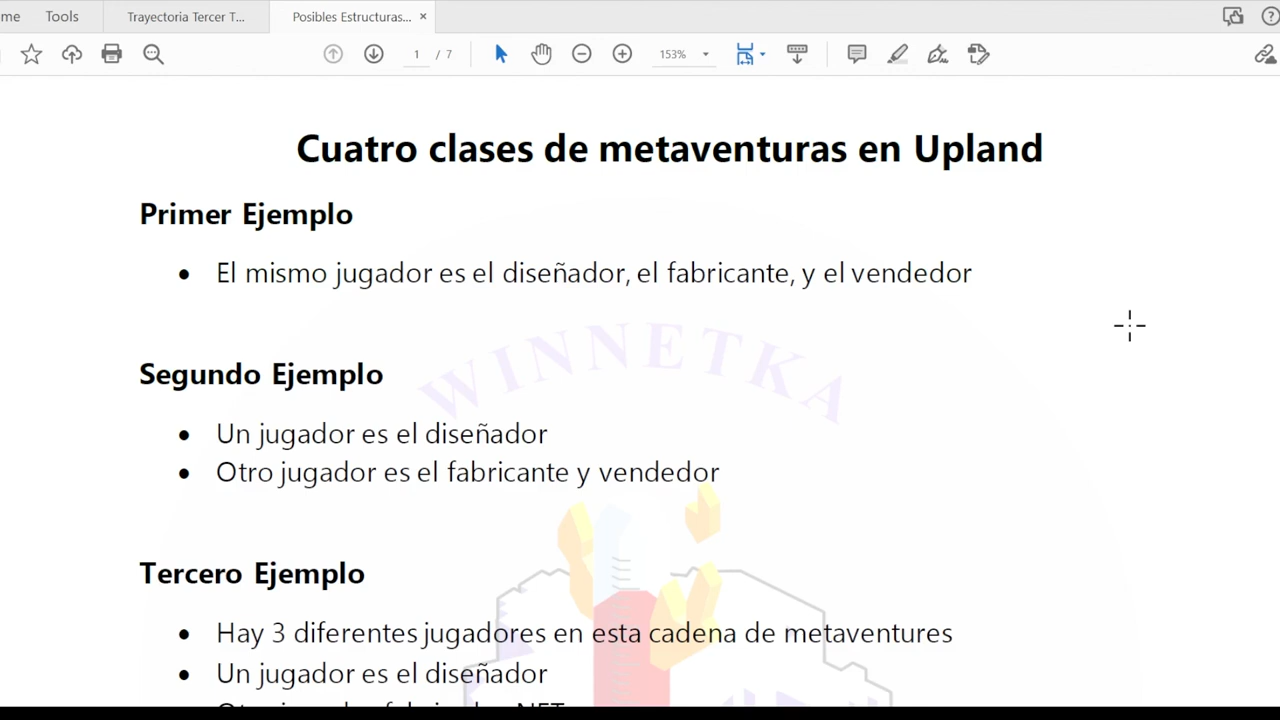 me Tools Trayectoria Tercer T... Posibles Estructuras... ×
1 / 7 153%
Cuatro clases de metaventuras en Upland
Primer Ejemplo
• El mismo jugador es el diseñador, el fabricante, y el vendedor
WINNETKA
Segundo Ejemplo
• Un jugador es el diseñador
• Otro jugador es el fabricante y vendedor
Tercero Ejemplo
• Hay 3 diferentes jugadores en esta cadena de metaventures
• Un jugador es el diseñador